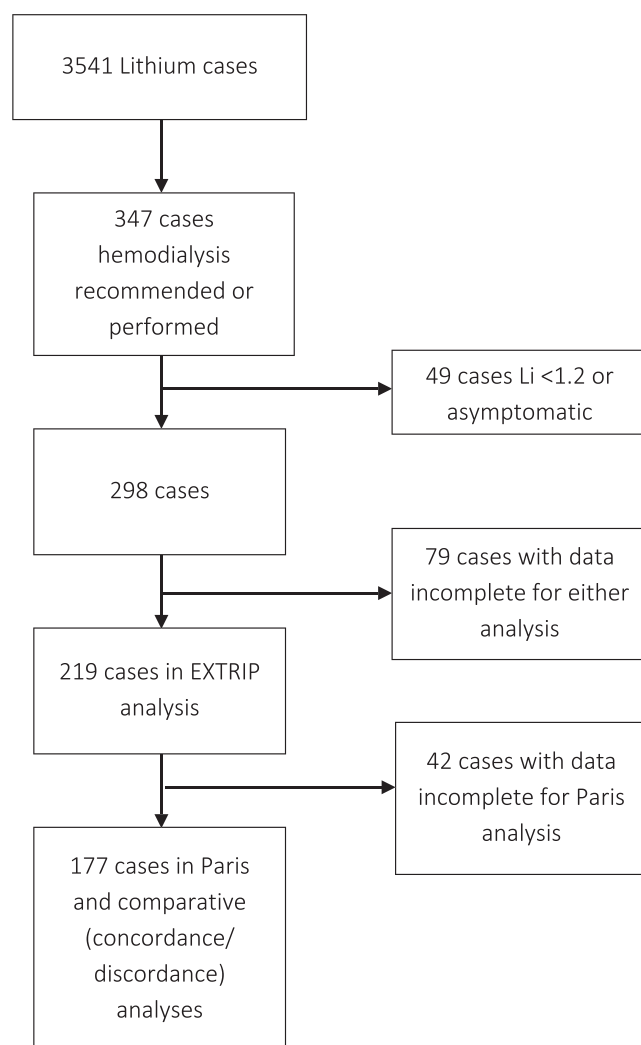 3541 Lithium cases
347 cases
hemodialysis
recommended or
performed
49 cases Li <1.2 or
asymptomatic
298 cases
79 cases with data
incomplete for either
analysis
219 cases in EXTRIP
analysis
42 cases with data
incomplete for Paris
analysis
177 cases in Paris
and comparative
(concordance/
discordance)
analyses